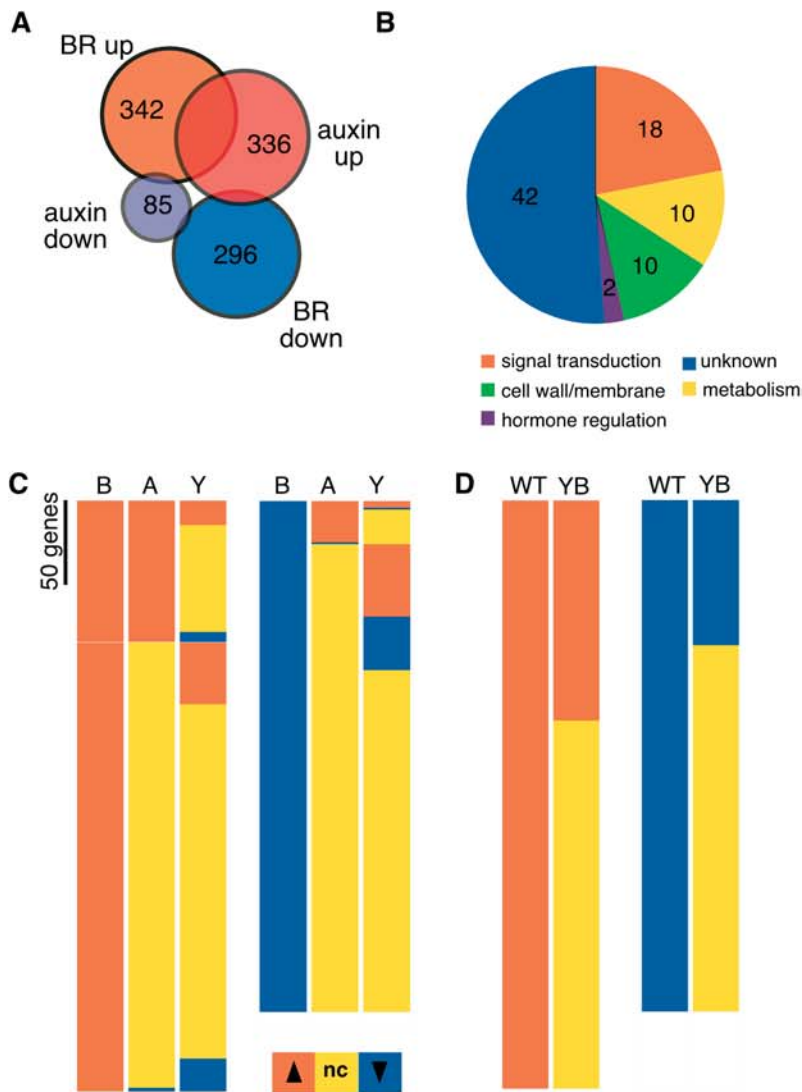 A
BR up
342
336
auxin
up
auxin
down
85
296
BR
down
B
18
10
10
2
42
signal transduction
unknown
cell wall/membrane
metabolism
hormone regulation
C
B A Y
B A Y
50 genes
nc
D
WT YB
WT YB